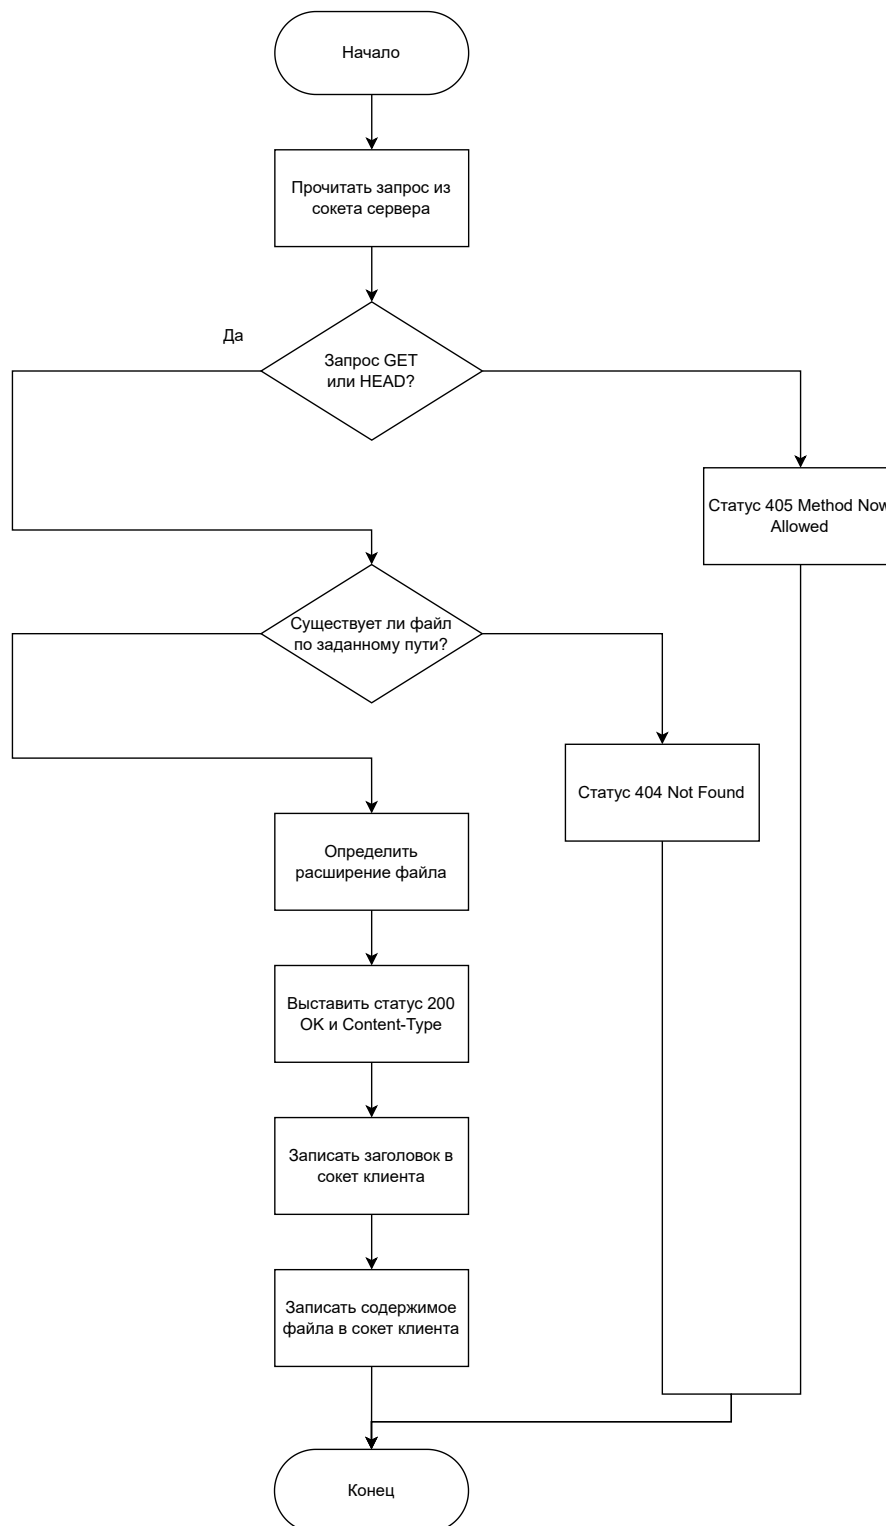 Начало
Прочитать запрос из
сокета сервера
Да
Запрос GET
или HEAD?
Статус 405 Method Now
Allowed
Существует ли файл
по заданному пути?
Статус 404 Not Found
Определить
расширение файла
Выставить статус 200
OK и Content-Type
Записать заголовок в
сокет клиента
Записать содержимое
файла в сокет клиента
Конец